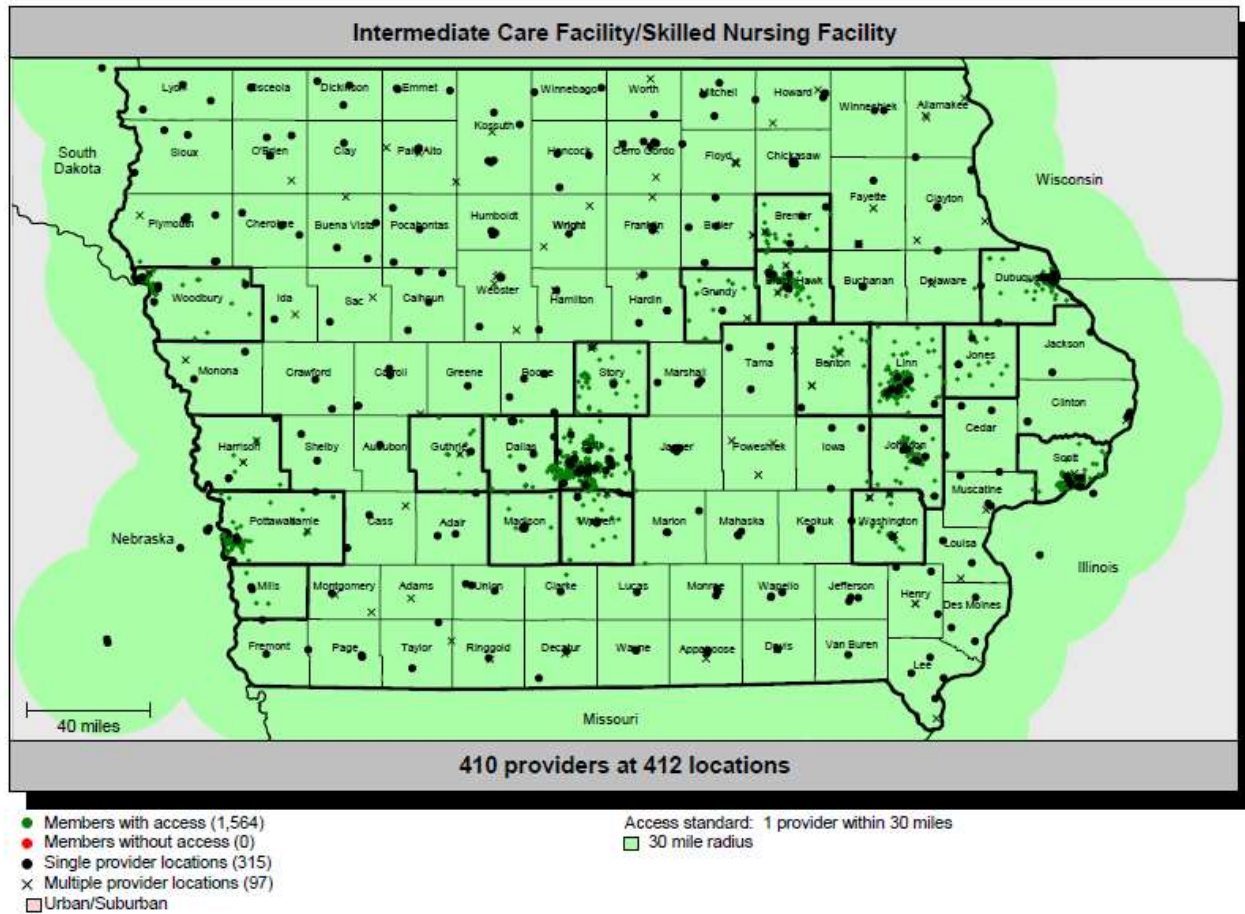 Intermediate Care Facility/Skilled Nursing Facility
Lyon Osceola Dickinson Emmet Winnebago Worth Mitchell Howard Winneshiek Allamakee
Kossuth
South
Dakota
Sioux O'Brien Clay Palo Alto Hancock Cerro Gordo Floyd Chickasaw
Wisconsin
Fayette Clayton
Plymouth Cherokee Buena Vista Pocahontas Humboldt Wright Franklin Butler Bremer
Woodbury Ida Sac Calhoun Webster Hamilton Hardin Grundy Hawk Buchanan Delaware Dubuque
Jackson
Monona Crawford Carroll Greene Boone Story Marshall Tama Benton Linn Jones
Clinton
Cedar
Harrison Shelby Audubon Guthrie Dallas Jasper Poweshiek Iowa Johnson Scott
Muscatine
Nebraska
Pottawattamie Cass Adair Madison Warren Marion Mahaska Keokuk Washington
Louisa
Illinois
Mills Montgomery Adams Union Clarke Lucas Monroe Wapello Jefferson Henry Des Moines
Fremont Page Taylor Ringgold Decatur Wayne Appanoose Davis Van Buren Lee
40 miles
Missouri
410 providers at 412 locations
Members with access (1,564)
Members without access (0)
Single provider locations (315)
Multiple provider locations (97)
Urban/Suburban
Access standard: 1 provider within 30 miles
30 mile radius